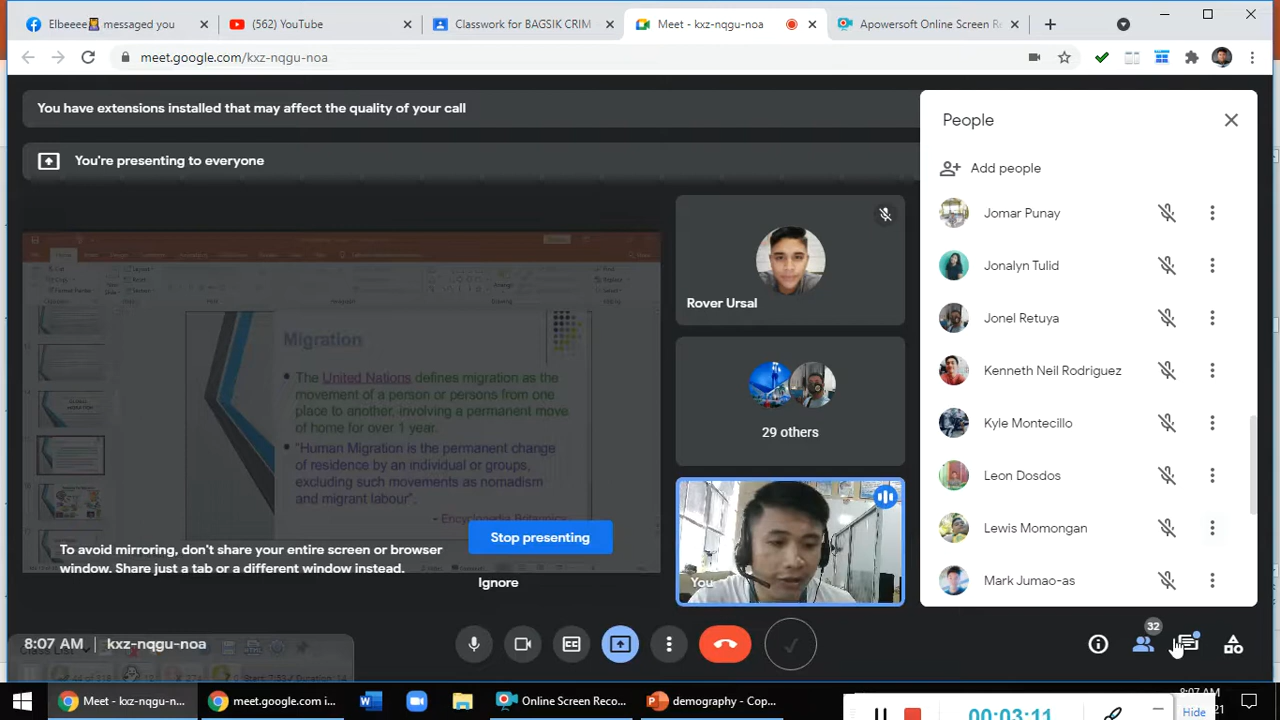 Elbeeee messaged you
(562) YouTube
Classwork for BAGSIK CRIM
Meet - kxz-nqgu-noa
Apowersoft Online Screen Re
meet.google.com/kxz-nqgu-noa
You have extensions installed that may affect the quality of your call
You're presenting to everyone
Migration
The United Nations defines migration as the
movement of a person or persons from one
place to another, involving a permanent move
of home for over 1 year.
"Human Migration is the permanent change
of residence by an individual or groups,
excluding such movements as nomadism
and migrant labour".
- Encyclopedia Britannica
To avoid mirroring, don't share your entire screen or browser
window. Share just a tab or a different window instead.
Stop presenting
Ignore
Rover Ursal
29 others
You
People
Add people
Jomar Punay
Jonalyn Tulid
Jonel Retuya
Kenneth Neil Rodriguez
Kyle Montecillo
Leon Dosdos
Lewis Momongan
Mark Jumao-as
8:07 AM | kxz-nqgu-noa
32
Meet - kxz-nqgu-n...
meet.google.com i...
Online Screen Reco...
demography - Cop...
00:03:11
Hide